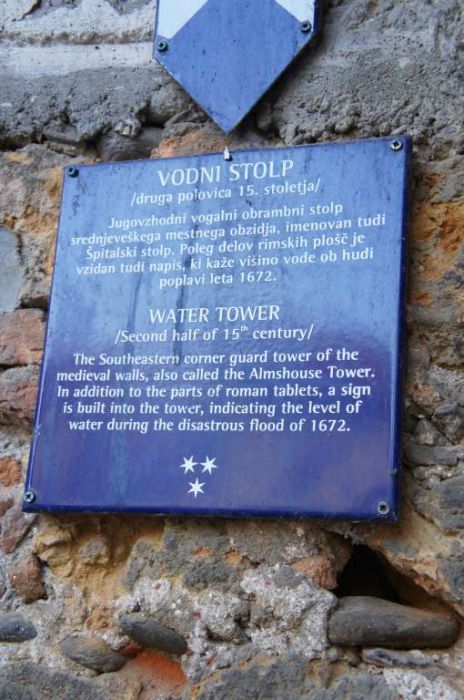 VODNI STOLP
/druga polovica 15. stoletja/
Jugovzhodni vogalni obrambni stolp
srednjeveškega mestnega obzidja, imenovan tudi
Špitalski stolp. Poleg delov rimskih plošč je
vzidan tudi napis, ki kaže višino vode ob hudi
poplavi leta 1672.
WATER TOWER
/Second half of 15th century/
The Southeastern corner guard tower of the
medieval walls, also called the Almshouse Tower.
In addition to the parts of roman tablets, a sign
is built into the tower, indicating the level of
water during the disastrous flood of 1672.